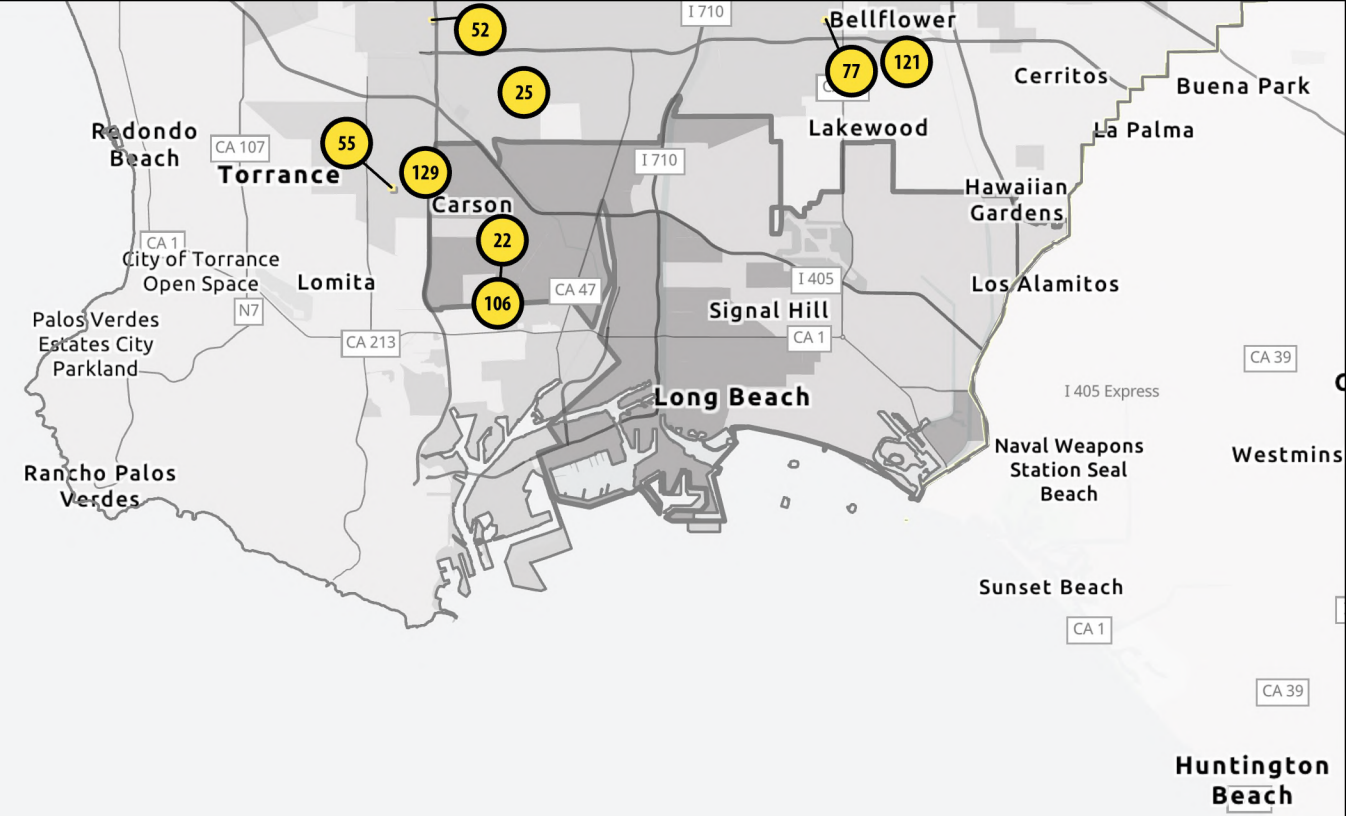 I 710
Bellflower
52
77
121
25
C
Cerritos
Buena Park
Redondo
Beach
CA 107
55
Torrance
129
Carson
I 710
Lakewood
La Palma
Hawaiian
Gardens
CA 1
City of Torrance
Open Space
Lomita
22
106
CA 47
I 405
Los Alamitos
N7
Signal Hill
Palos Verdes
Estates City
Parkland
CA 213
CA 1
CA 39
Long Beach
I 405 Express
Rancho Palos
Verdes
Naval Weapons
Station Seal
Beach
Westmins
Sunset Beach
CA 1
CA 39
Huntington
Beach